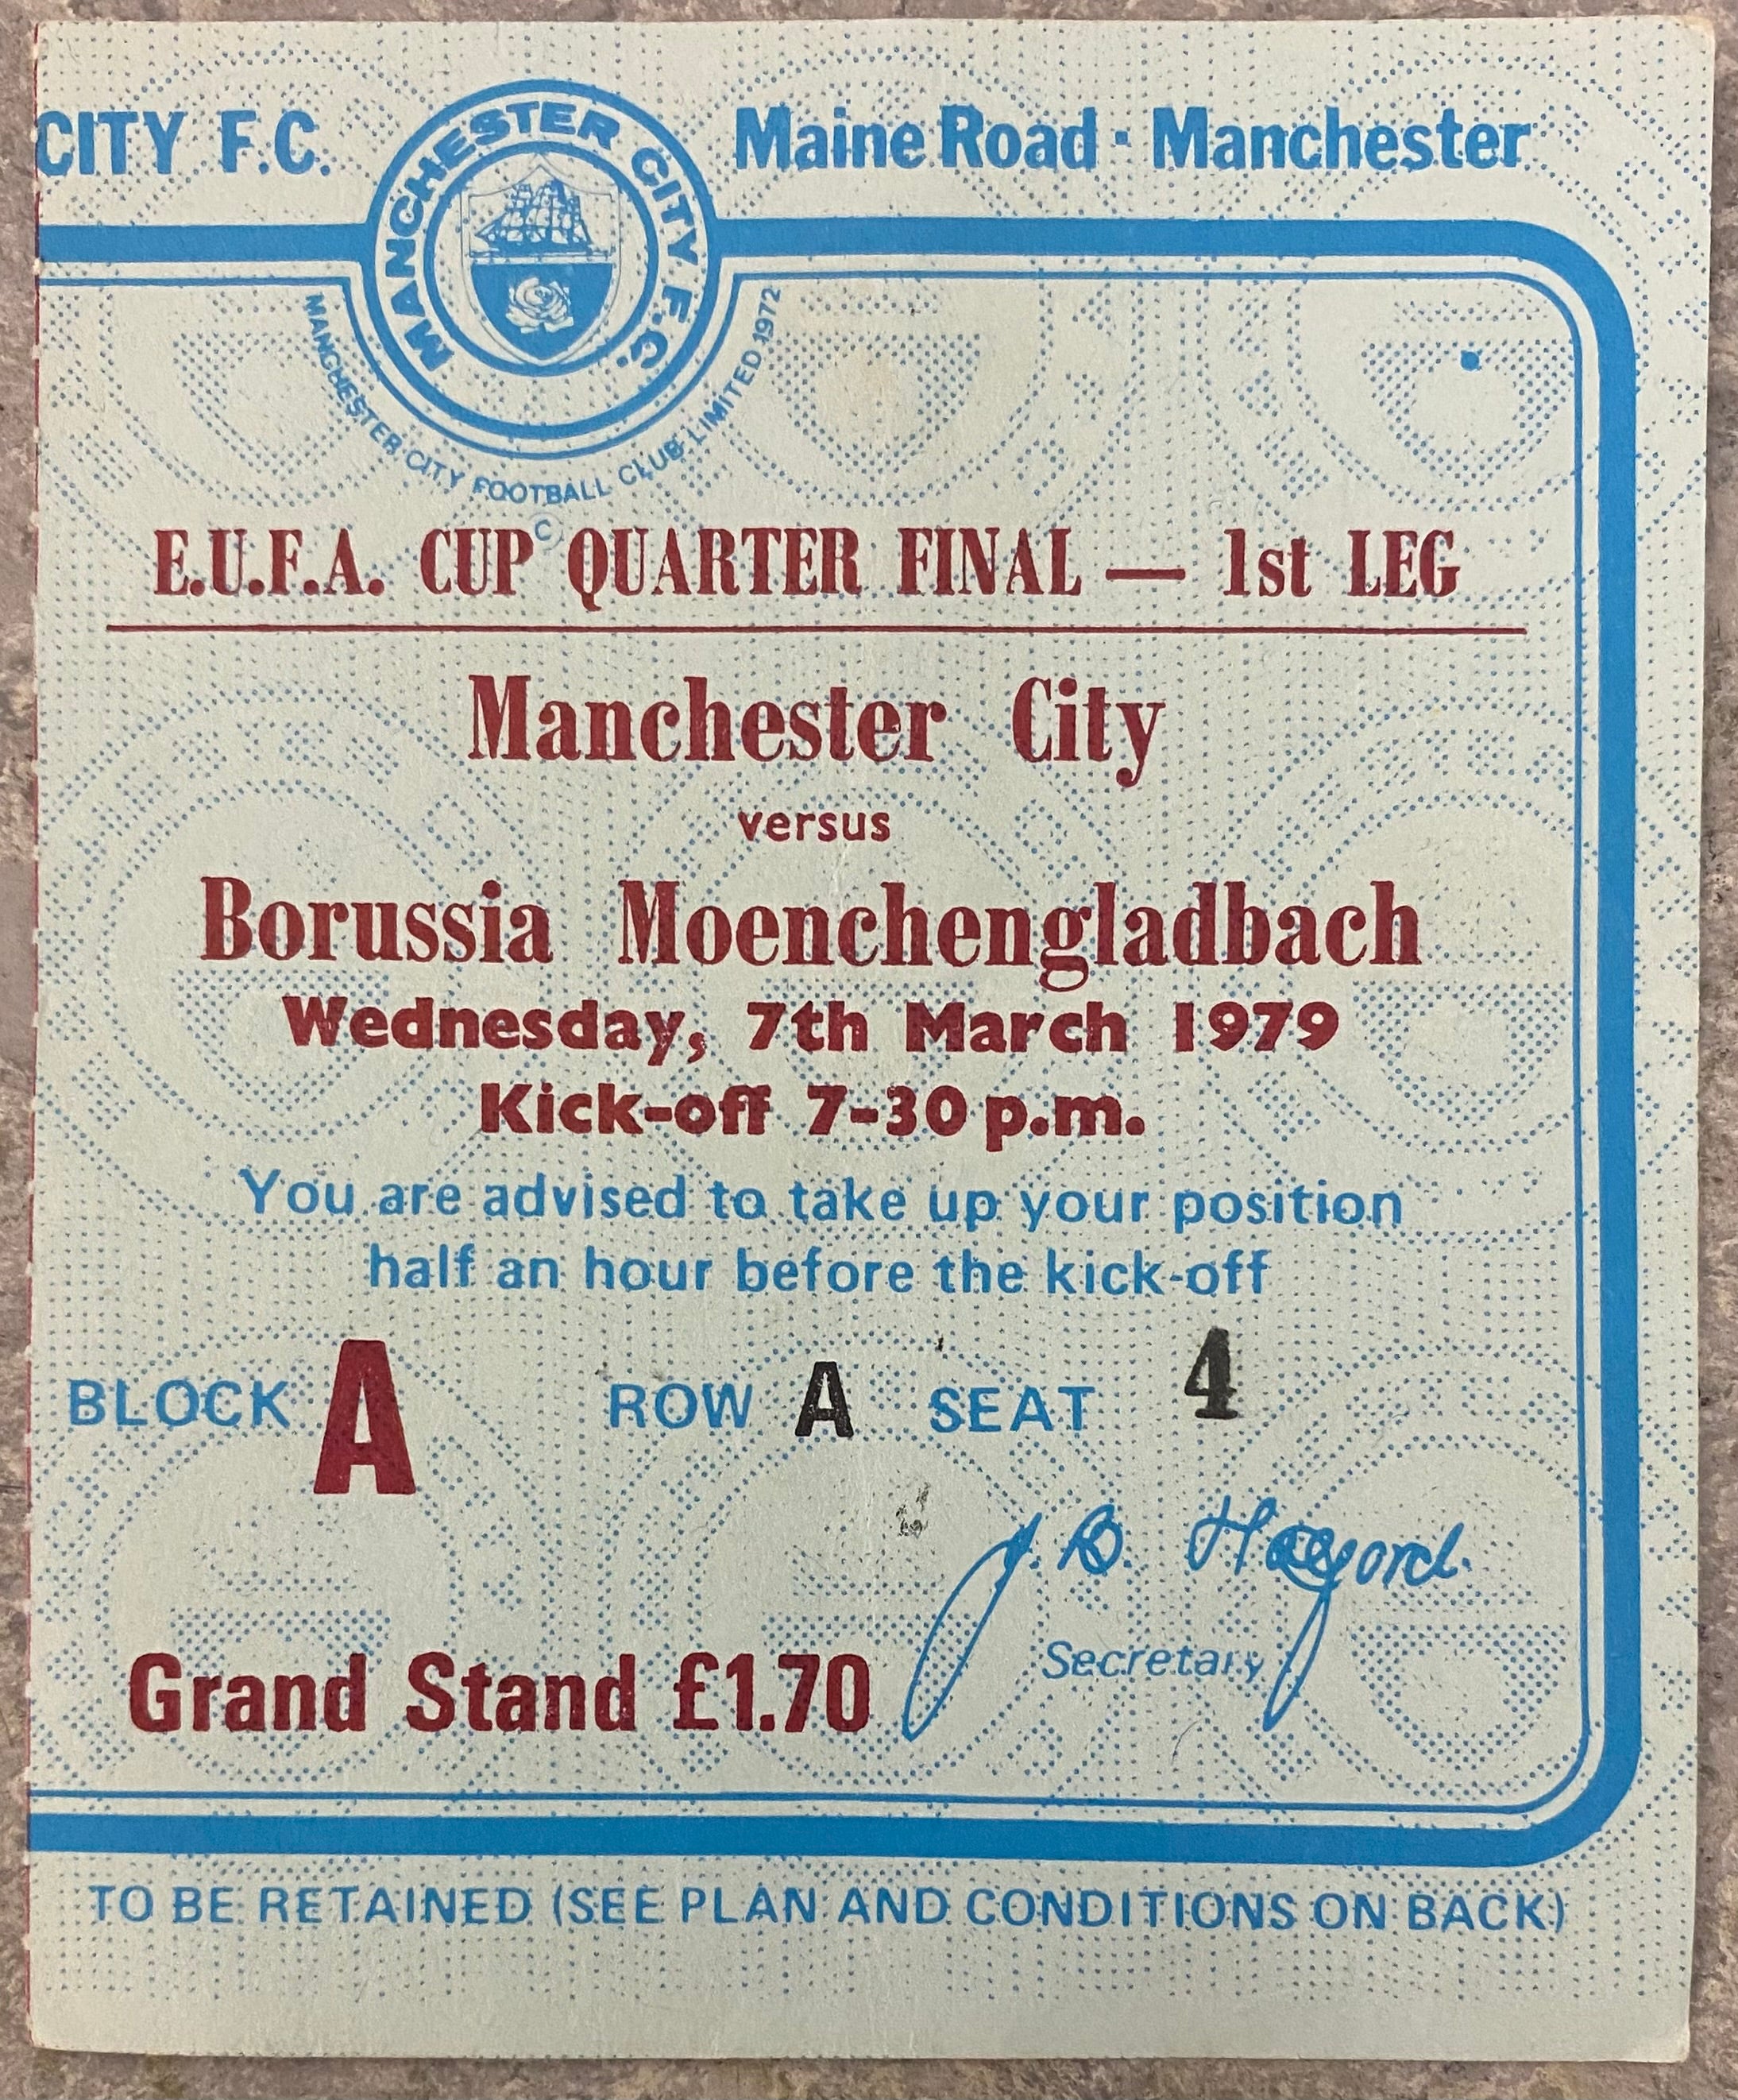 CITY F.C.
Maine Road · Manchester
MANCHESTER CITY F.C.
MANCHESTER CITY FOOTBALL CLUB LIMITED 1972
C
E.U.F.A. CUP QUARTER FINAL — 1st LEG
Manchester City
versus
Borussia Moenchengladbach
Wednesday, 7th March 1979
Kick-off 7-30 p.m.
You are advised to take up your position
half an hour before the kick-off
BLOCK A ROW A SEAT 4
J. B. Halford.
Secretary
Grand Stand £1.70
TO BE RETAINED (SEE PLAN AND CONDITIONS ON BACK)